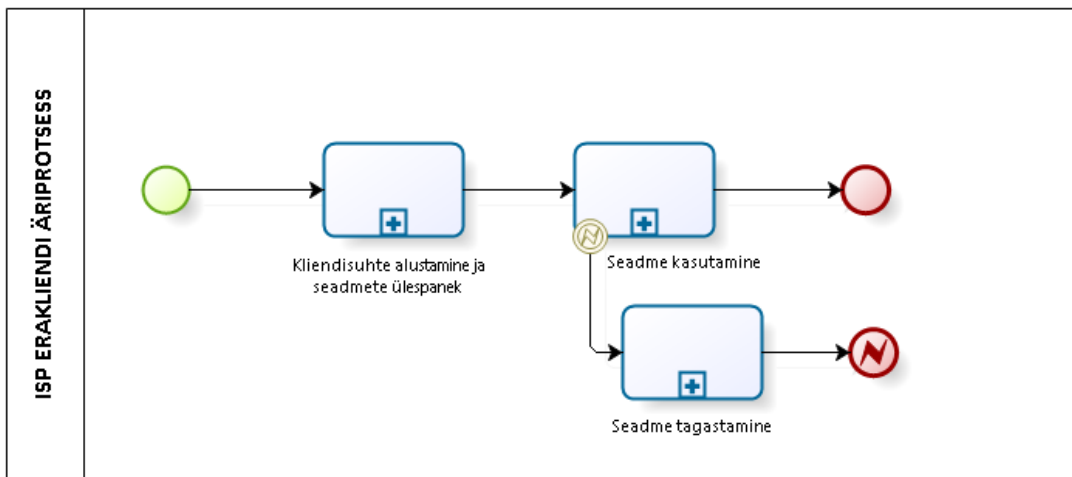 ISP ERAKLIENDI ÄRIPROTSESS
Kliendisuhte alustamine ja
seadmete ülespanek
Seadme kasutamine
Seadme tagastamine